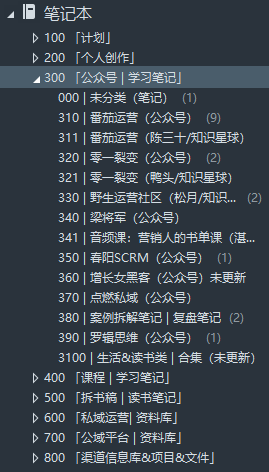 笔记本
100 「计划」
200 「个人创作」
300 「公众号 | 学习笔记」
000 | 未分类（笔记） (1)
310 | 番茄运营（公众号） (9)
311 | 番茄运营（陈三十/知识星球）
320 | 零一裂变（公众号） (2)
321 | 零一裂变（鸭头/知识星球）
330 | 野生运营社区（松月/知识... (2)
340 | 梁将军（公众号）
341 | 音频课：营销人的书单课（湛...
350 | 春阳SCRM（公众号） (1)
360 | 增长女黑客（公众号）未更新
370 | 点燃私域（公众号）
380 | 案例拆解笔记 | 复盘笔记 (2)
390 | 罗辑思维（公众号） (1)
3100 | 生活&读书类 | 合集（未更新）
400 「课程 | 学习笔记」
500 「拆书稿 | 读书笔记」
600 「私域运营| 资料库」
700 「公域平台 | 资料库」
800 「渠道信息库&项目&文件」